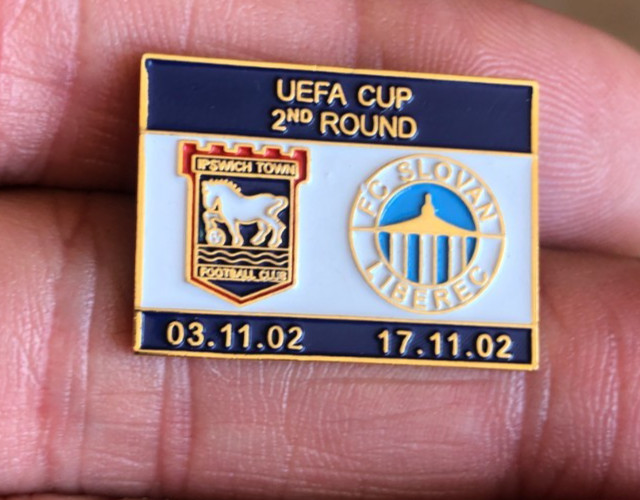 UEFA CUP
2ND ROUND
IPSWICH TOWN
FOOTBALL CLUB
FC SLOVAN
LIBEREC
03.11.02
17.11.02